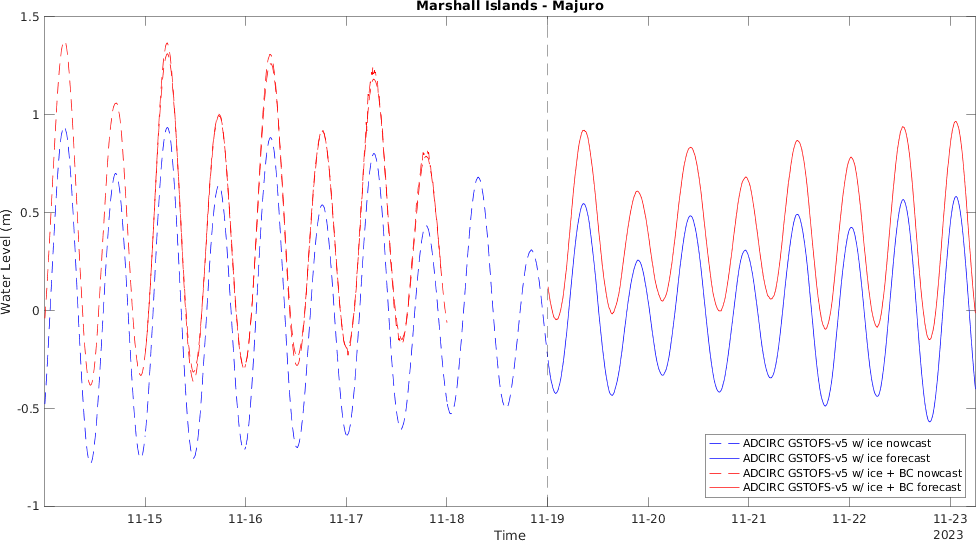 Marshall Islands - Majuro
1.5
1
0.5
0
-0.5
-1
Water Level (m)
11-15
11-16
11-17
11-18
11-19
11-20
11-21
11-22
11-23
Time
2023
ADCIRC GSTOFS-v5 w/ ice nowcast
ADCIRC GSTOFS-v5 w/ ice forecast
ADCIRC GSTOFS-v5 w/ ice + BC nowcast
ADCIRC GSTOFS-v5 w/ ice + BC forecast